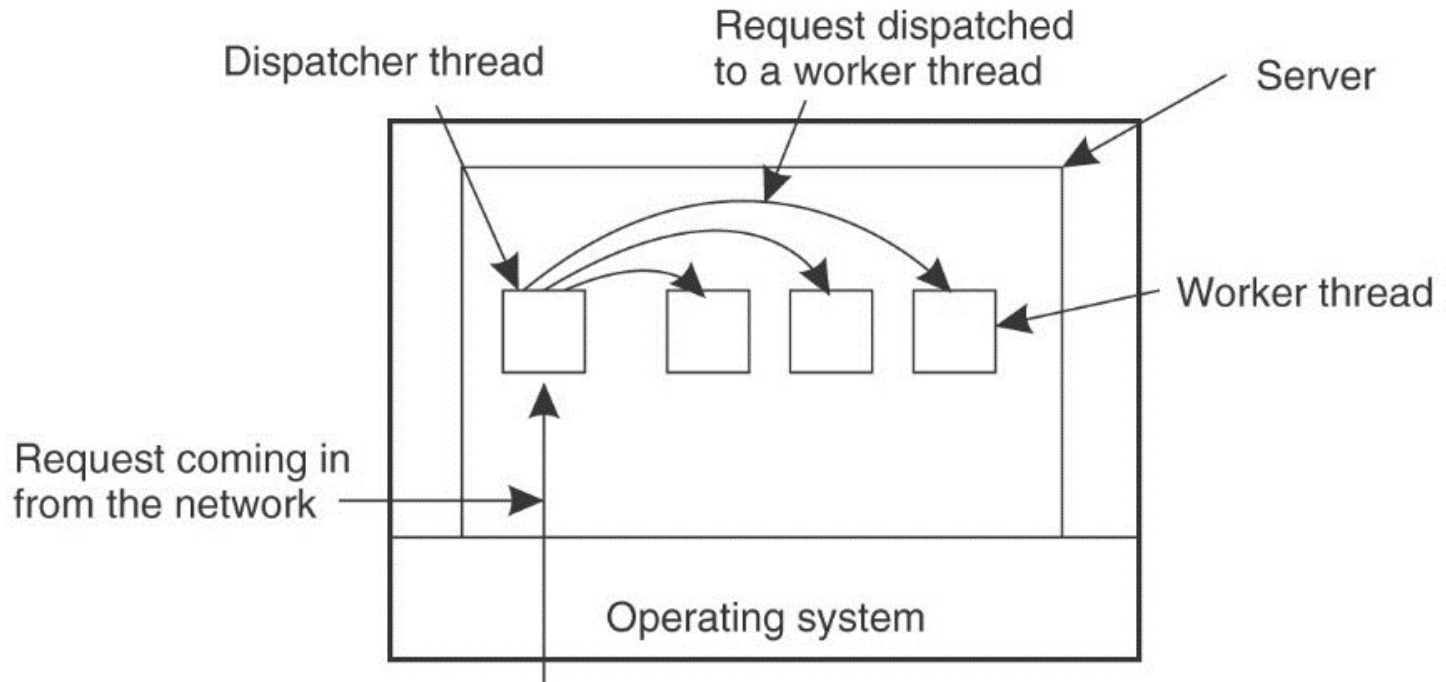 Dispatcher thread
Request dispatched
to a worker thread
Server
Worker thread
Request coming in
from the network
Operating system